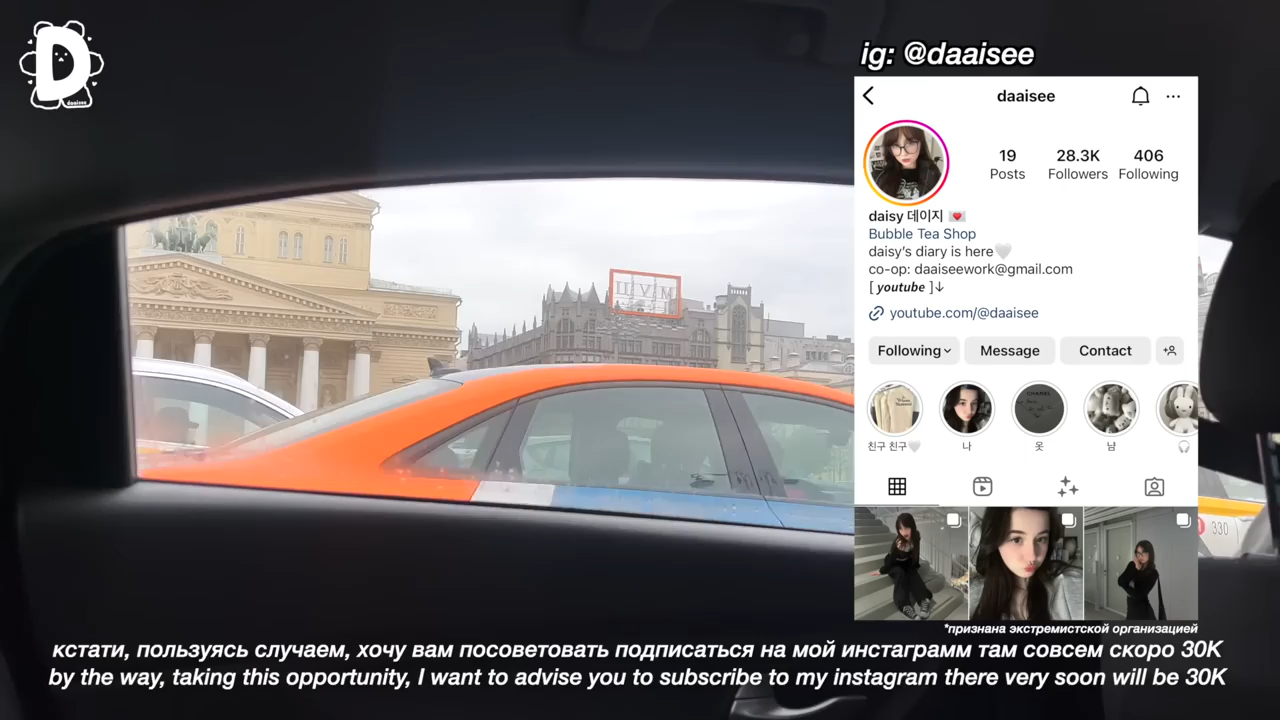 D
daaisee
ig: @daaisee
daaisee
19
Posts
28.3K
Followers
406
Following
daisy 데이지 💌
Bubble Tea Shop
daisy's diary is here🤍
co-op: daaiseework@gmail.com
[ youtube ]↓
youtube.com/@daaisee
Following
Message
Contact
CHANEL
친구 친구🤍
나
옷
냠
🎧
ЦУМ
330
*признана экстремистской организацией
кстати, пользуясь случаем, хочу вам посоветовать подписаться на мой инстаграмм там совсем скоро 30К
by the way, taking this opportunity, I want to advise you to subscribe to my instagram there very soon will be 30K